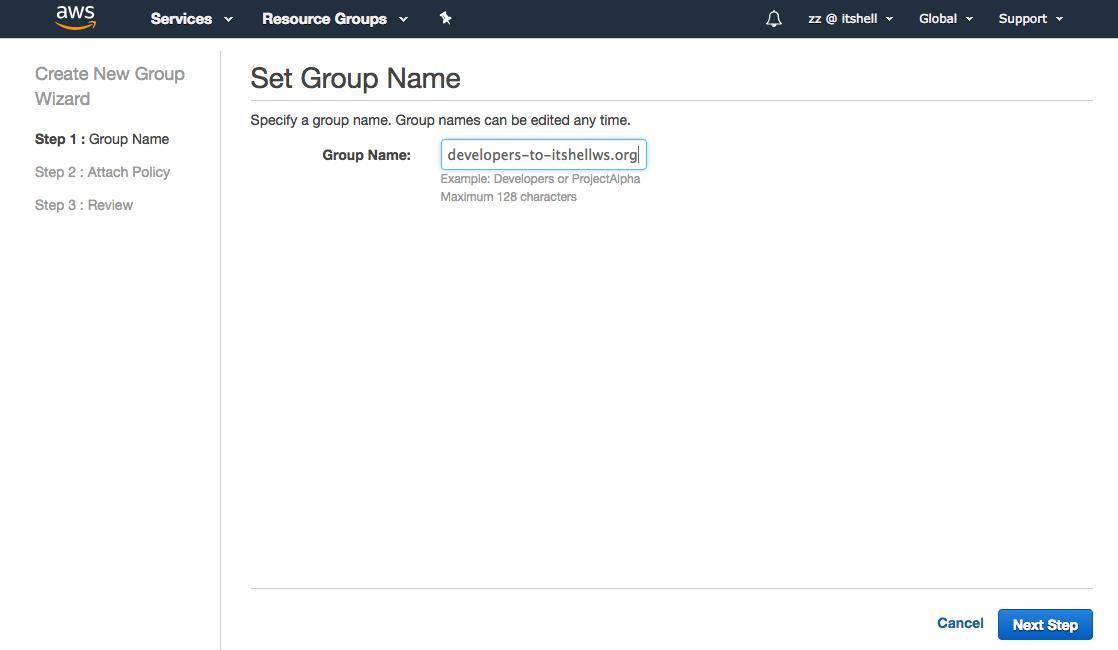 aws Services Resource Groups zz @ itshell Global Support
Create New Group
Wizard
Step 1 : Group Name
Step 2 : Attach Policy
Step 3 : Review
Set Group Name
Specify a group name. Group names can be edited any time.
Group Name: developers-to-itshellws.org
Example: Developers or ProjectAlpha
Maximum 128 characters
Cancel Next Step